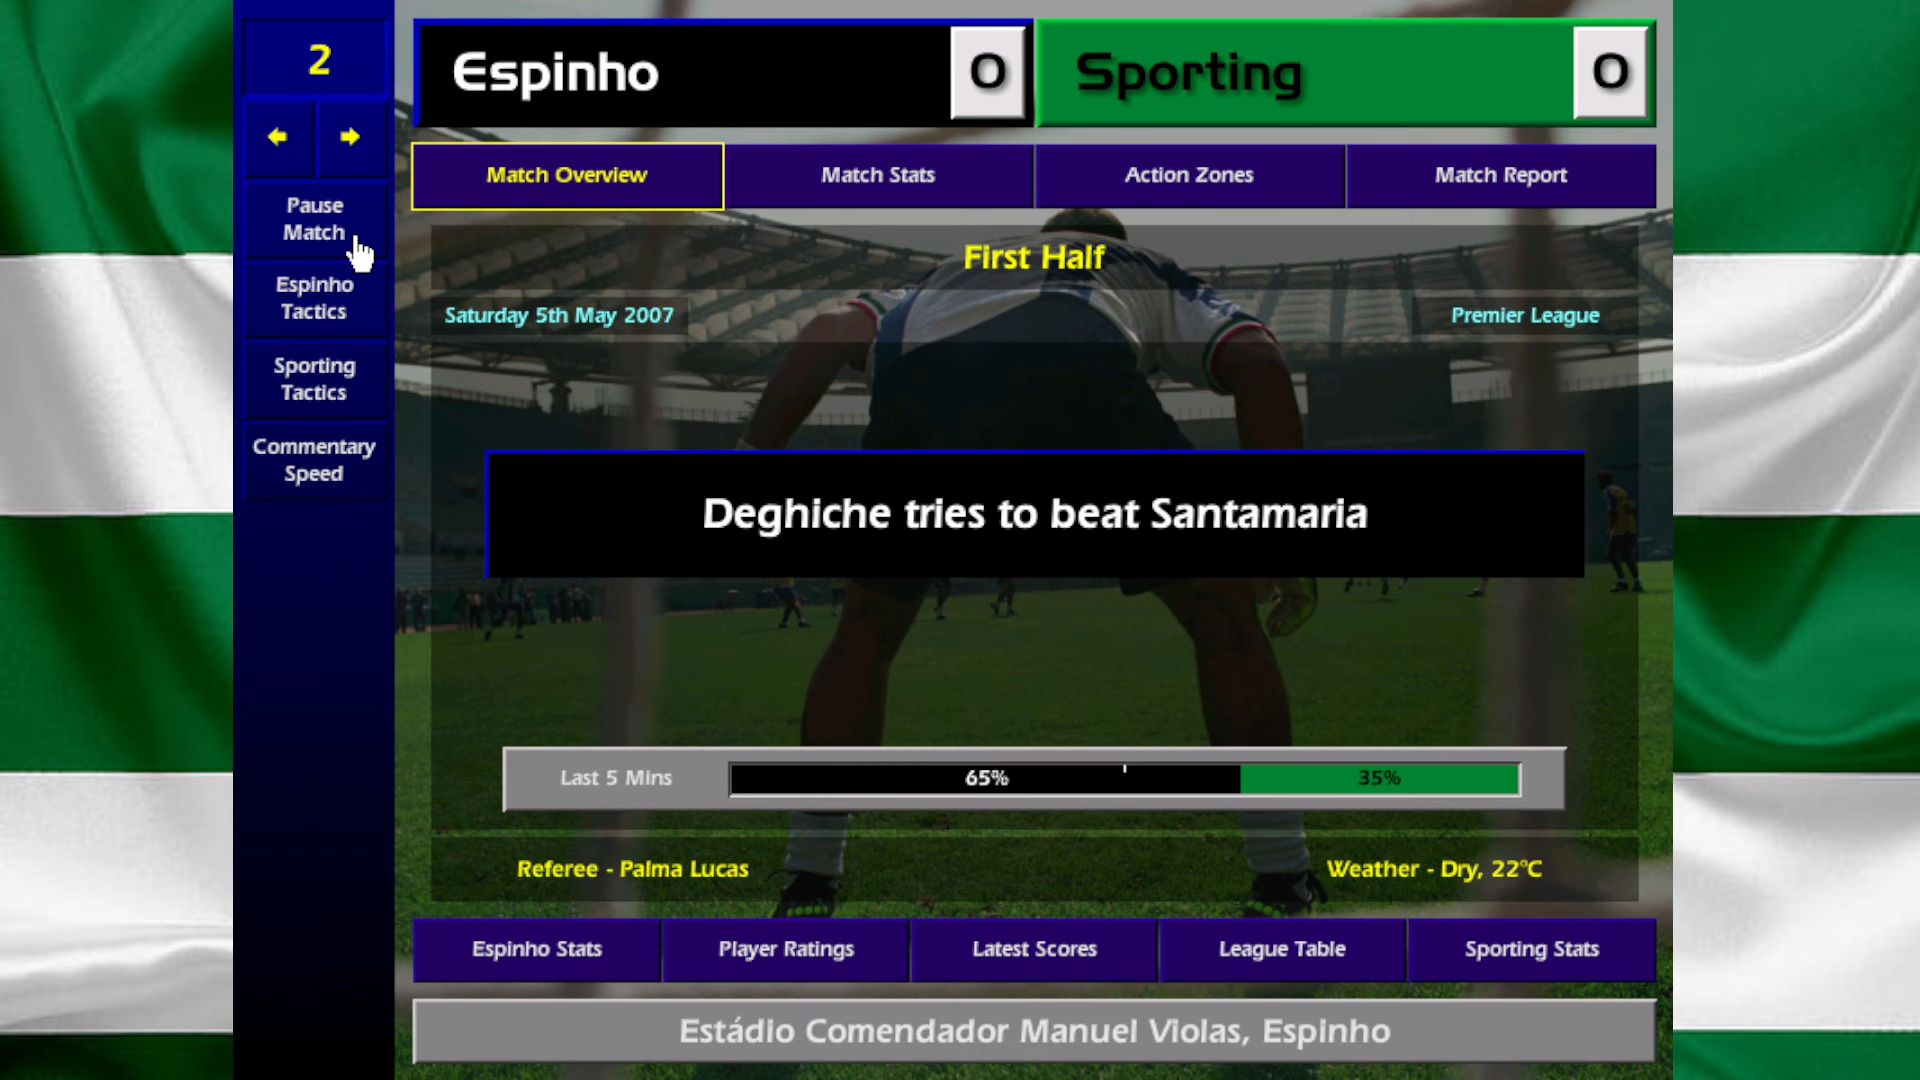 2
Espinho 0 Sporting 0
Match Overview Match Stats Action Zones Match Report
Pause
Match
Espinho
Tactics
Sporting
Tactics
Commentary
Speed
First Half
Saturday 5th May 2007 Premier League
Deghiche tries to beat Santamaria
Last 5 Mins 65% 35%
Referee - Palma Lucas Weather - Dry, 22°C
Espinho Stats Player Ratings Latest Scores League Table Sporting Stats
Estádio Comendador Manuel Violas, Espinho